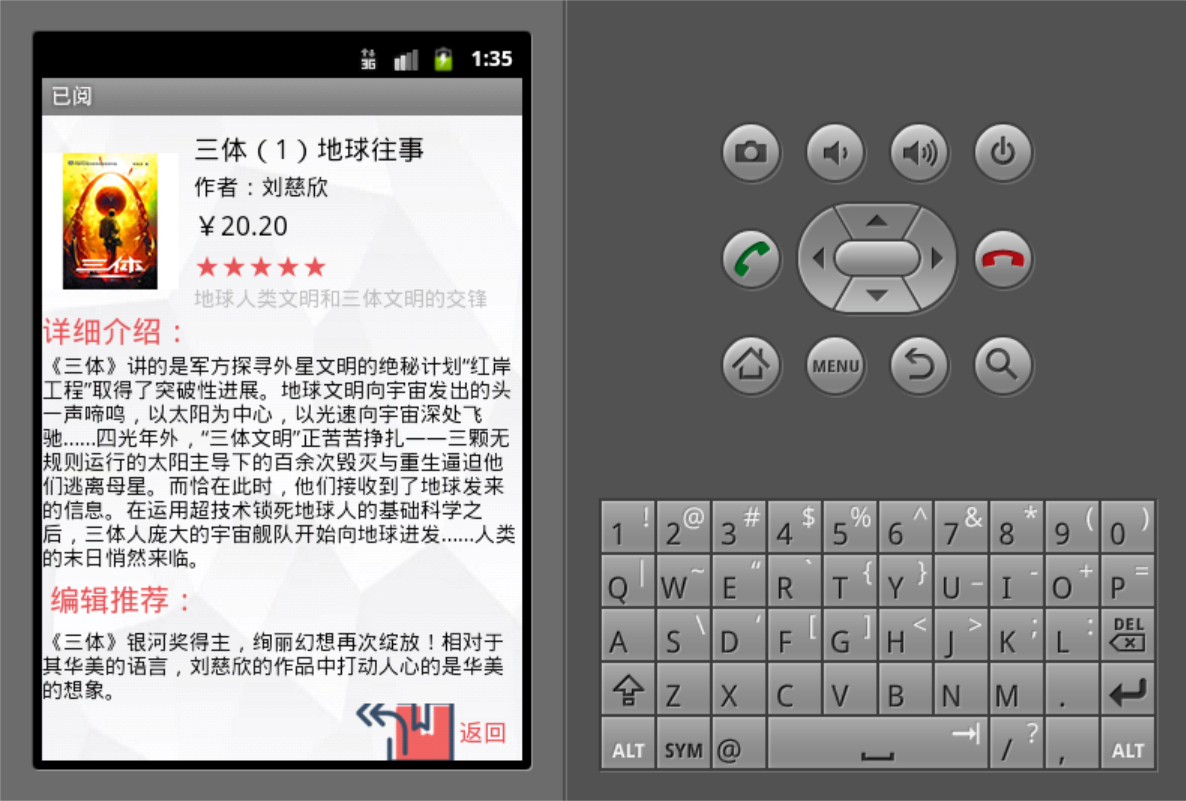 3G 1:35
已阅
三体（1）地球往事
作者：刘慈欣
￥20.20
★★★★★
地球人类文明和三体文明的交锋
三体
详细介绍：
《三体》讲的是军方探寻外星文明的绝秘计划“红岸
工程”取得了突破性进展。地球文明向宇宙发出的头
一声啼鸣，以太阳为中心，以光速向宇宙深处飞
驰……四光年外，“三体文明”正苦苦挣扎——三颗无
规则运行的太阳主导下的百余次毁灭与重生逼迫他
们逃离母星。而恰在此时，他们接收到了地球发来
的信息。在运用超技术锁死地球人的基础科学之
后，三体人庞大的宇宙舰队开始向地球进发……人类
的末日悄然来临。
编辑推荐：
《三体》银河奖得主，绚丽幻想再次绽放！相对于
其华美的语言，刘慈欣的作品中打动人心的是华美
的想象。
返回
MENU
1 ! 2 @ 3 # 4 $ 5 % 6 ^ 7 & 8 * 9 ( 0 )
Q | W ~ E “ R ` T { Y } U _ I - O + P =
A S \ D ‘ F [ G ] H < J > K ; L : DEL
Z X C V B N M .
ALT SYM @ / ? , ALT